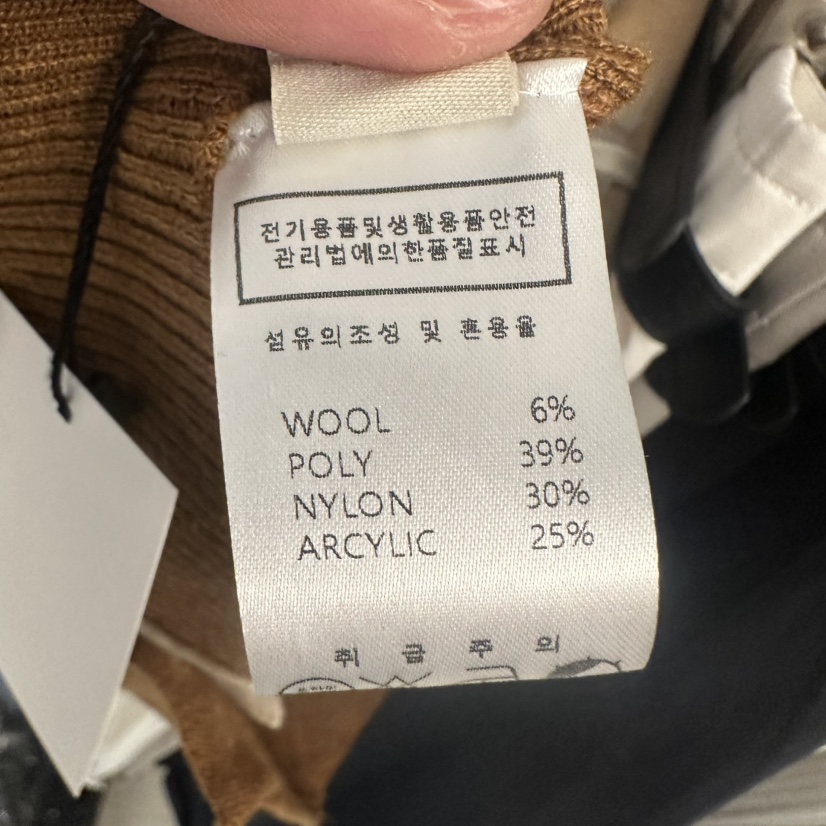 전기용품및생활용품안전
관리법에의한품질표시
섬유의조성 및 혼용율
WOOL 6%
POLY 39%
NYLON 30%
ARCYLIC 25%
취 급 주 의